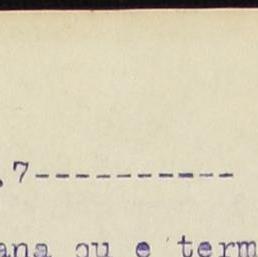 .7----------
ana ou e term